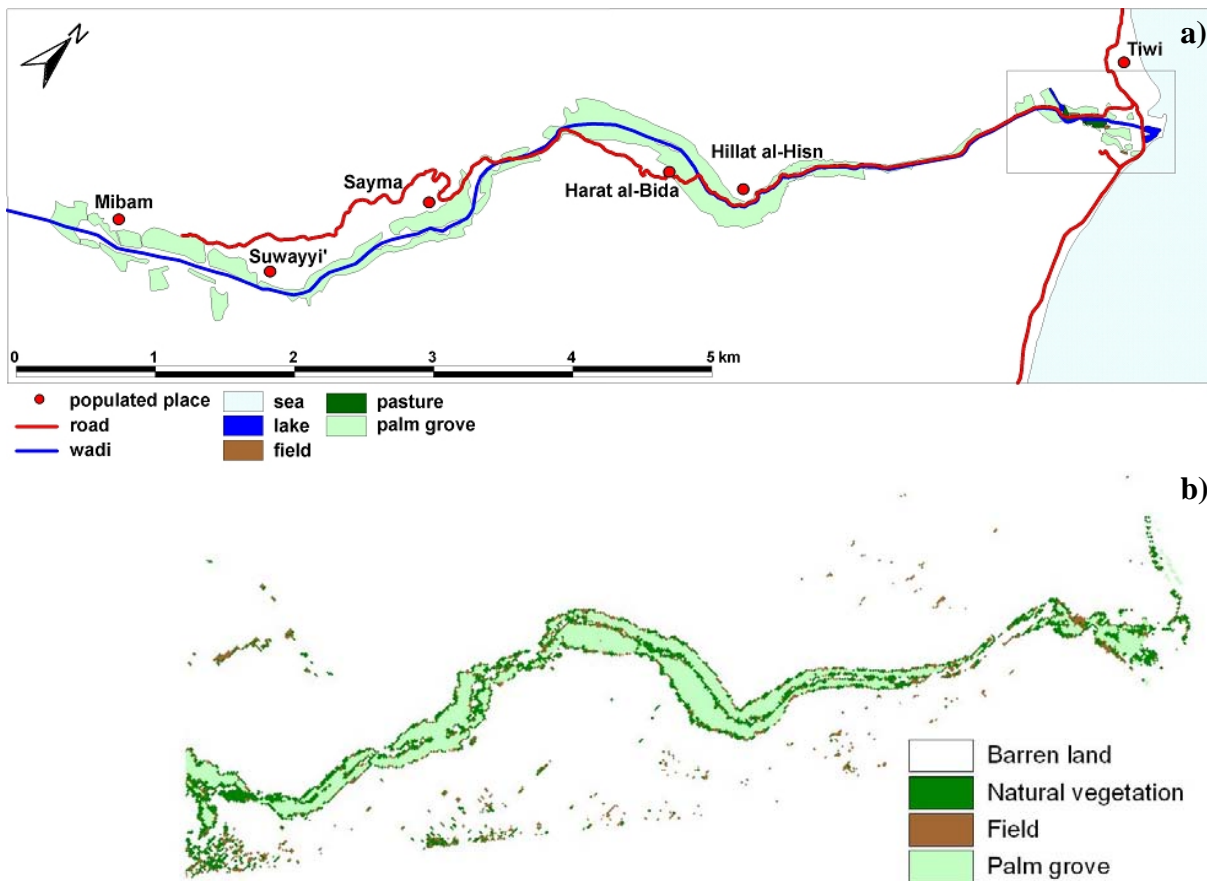 a)
N
Tiwi
Hillat al-Hisn
Sayma
Harat al-Bida
Mibam
Suwayyi'
0 1 2 3 4 5 km
populated place
road
wadi
sea
lake
field
pasture
palm grove
b)
Barren land
Natural vegetation
Field
Palm grove